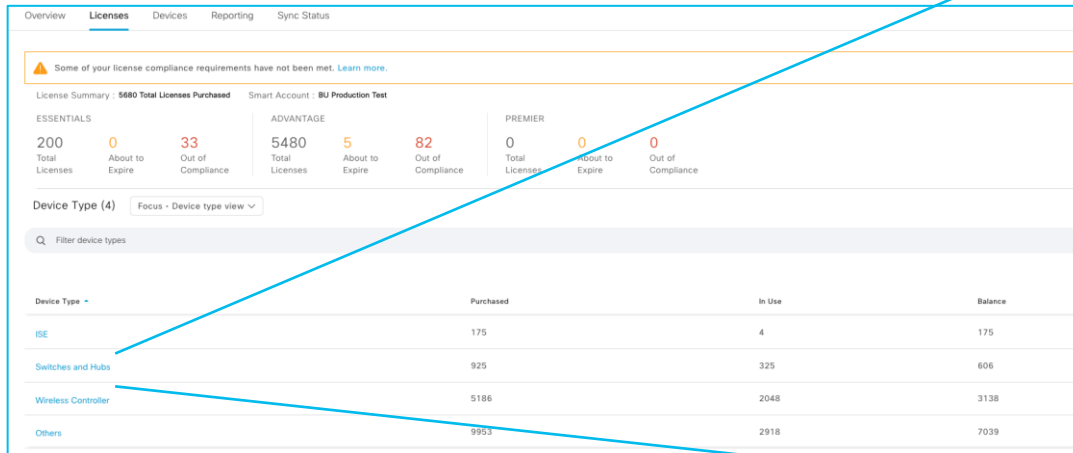 Overview Licenses Devices Reporting Sync Status
Some of your license compliance requirements have not been met. Learn more.
License Summary : 5680 Total Licenses Purchased Smart Account : BU Production Test
ESSENTIALS ADVANTAGE PREMIER
200 0 33 5480 5 82 0 0 0
Total About to Out of Total About to Out of Total About to Out of
Licenses Expire Compliance Licenses Expire Compliance Licenses Expire Compliance
Device Type (4) Focus - Device type view
Filter device types
Device Type Purchased In Use Balance
ISE 175 4 175
Switches and Hubs 925 325 606
Wireless Controller 5186 2048 3138
Others 9953 2918 7039